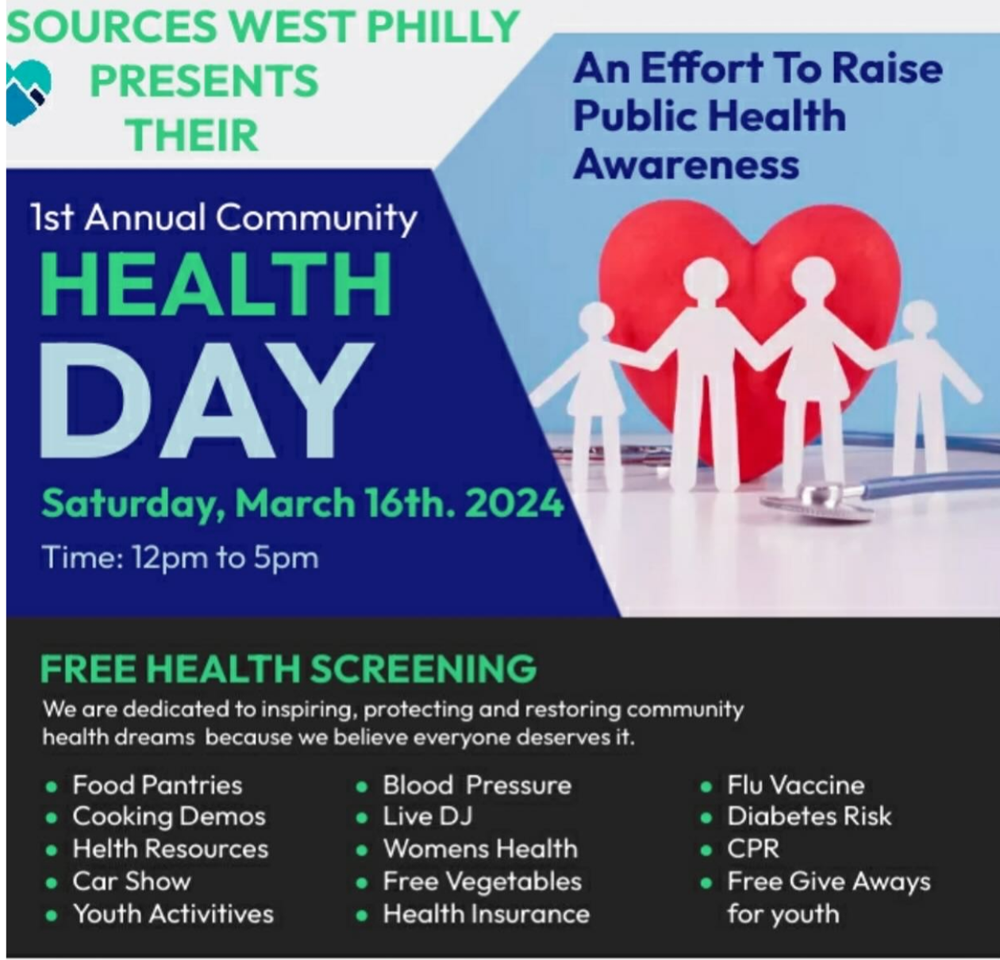 SOURCES WEST PHILLY
PRESENTS
THEIR
An Effort To Raise
Public Health
Awareness
1st Annual Community
HEALTH
DAY
Saturday, March 16th. 2024
Time: 12pm to 5pm
FREE HEALTH SCREENING
We are dedicated to inspiring, protecting and restoring community
health dreams because we believe everyone deserves it.
Food Pantries
Cooking Demos
Helth Resources
Car Show
Youth Activitives
Blood Pressure
Live DJ
Womens Health
Free Vegetables
Health Insurance
Flu Vaccine
Diabetes Risk
CPR
Free Give Aways
for youth